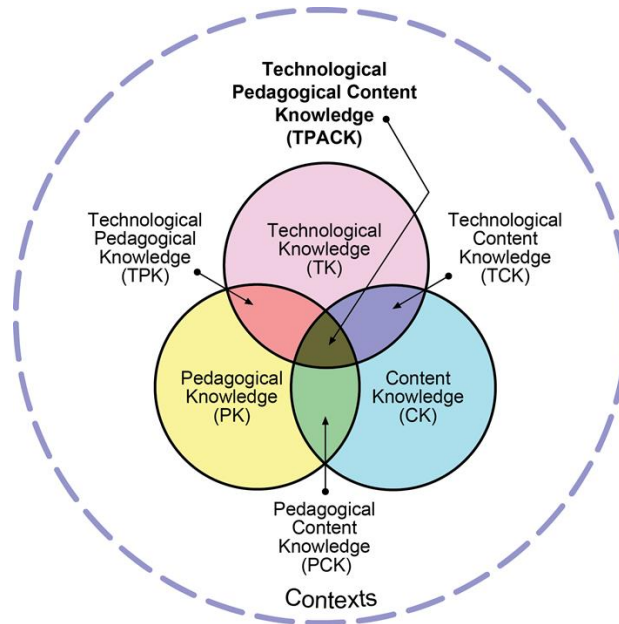 Technological
Pedagogical Content
Knowledge
(TPACK)
Technological
Pedagogical
Knowledge
(TPK)
Technological
Knowledge
(TK)
Technological
Content
Knowledge
(TCK)
Pedagogical
Knowledge
(PK)
Content
Knowledge
(CK)
Pedagogical
Content
Knowledge
(PCK)
Contexts